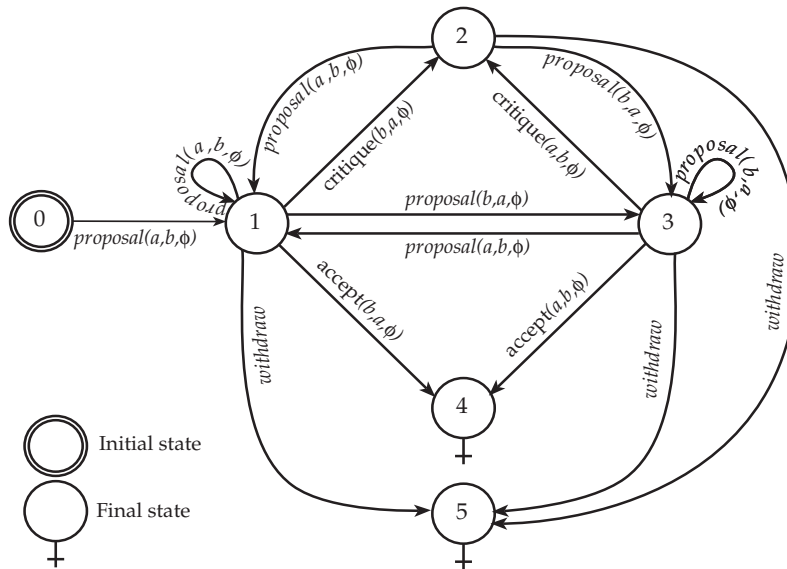 2
proposal(a,b,ϕ)
proposal(b,a,ϕ)
critique(b,a,ϕ)
critique(a,b,ϕ)
proposal(a,b,ϕ)
proposal(b,a,ϕ)
0
1
3
proposal(b,a,ϕ)
proposal(a,b,ϕ)
proposal(a,b,ϕ)
withdraw
accept(b,a,ϕ)
accept(a,b,ϕ)
withdraw
withdraw
4
Initial state
5
Final state